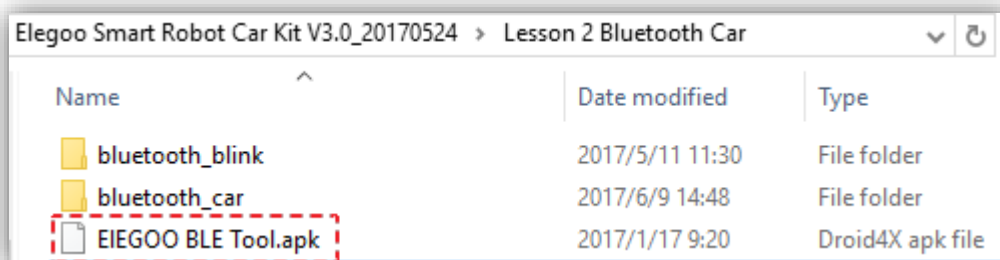 Elegoo Smart Robot Car Kit V3.0_20170524 > Lesson 2 Bluetooth Car
Name Date modified Type
bluetooth_blink 2017/5/11 11:30 File folder
bluetooth_car 2017/6/9 14:48 File folder
ElEGOO BLE Tool.apk 2017/1/17 9:20 Droid4X apk file